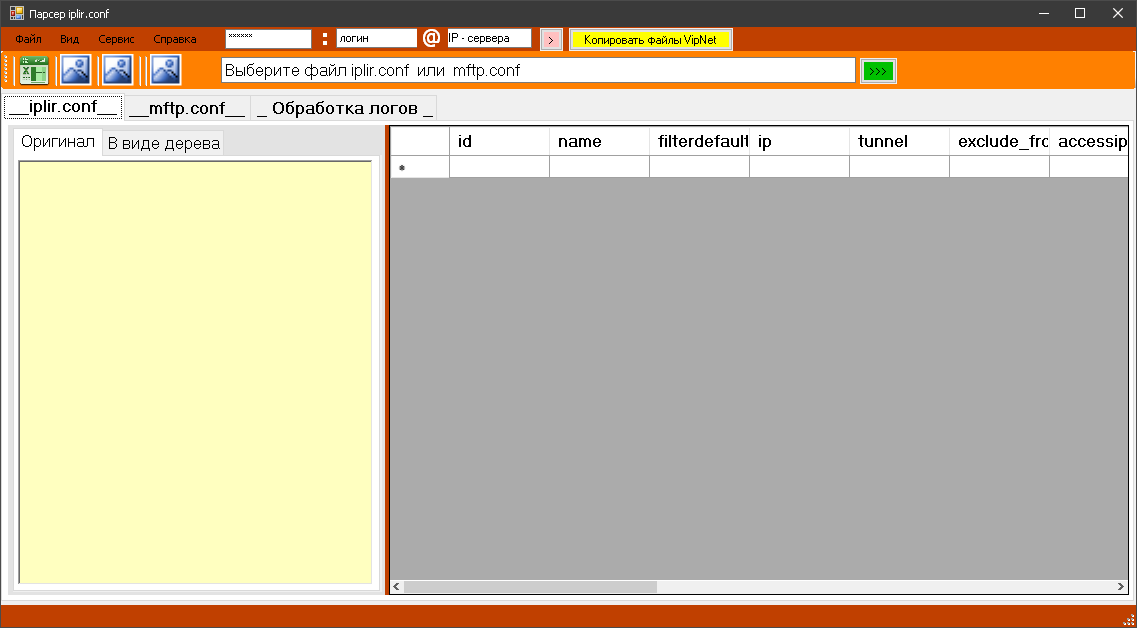 Парсер iplir.conf
Файл Вид Сервис Справка ****** : логин @ IP - сервера > Копировать файлы VipNet
Выберите файл iplir.conf или mftp.conf >>>
__iplir.conf__ __mftp.conf__ _ Обработка логов _
Оригинал В виде дерева
id name filterdefault ip tunnel exclude_frc accessip